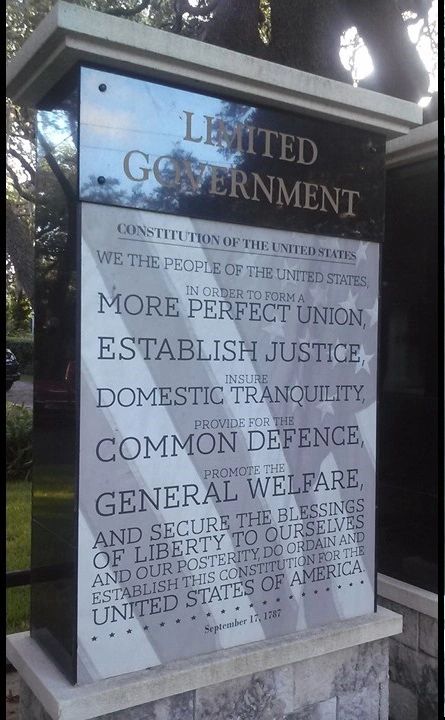 LIMITED
GOVERNMENT
CONSTITUTION OF THE UNITED STATES
WE THE PEOPLE OF THE UNITED STATES,
IN ORDER TO FORM A
MORE PERFECT UNION,
ESTABLISH JUSTICE,
INSURE
DOMESTIC TRANQUILITY,
PROVIDE FOR THE
COMMON DEFENCE,
PROMOTE THE
GENERAL WELFARE,
AND SECURE THE BLESSINGS
OF LIBERTY TO OURSELVES
AND OUR POSTERITY, DO ORDAIN AND
ESTABLISH THIS CONSTITUTION FOR THE
UNITED STATES OF AMERICA.
September 17, 1787